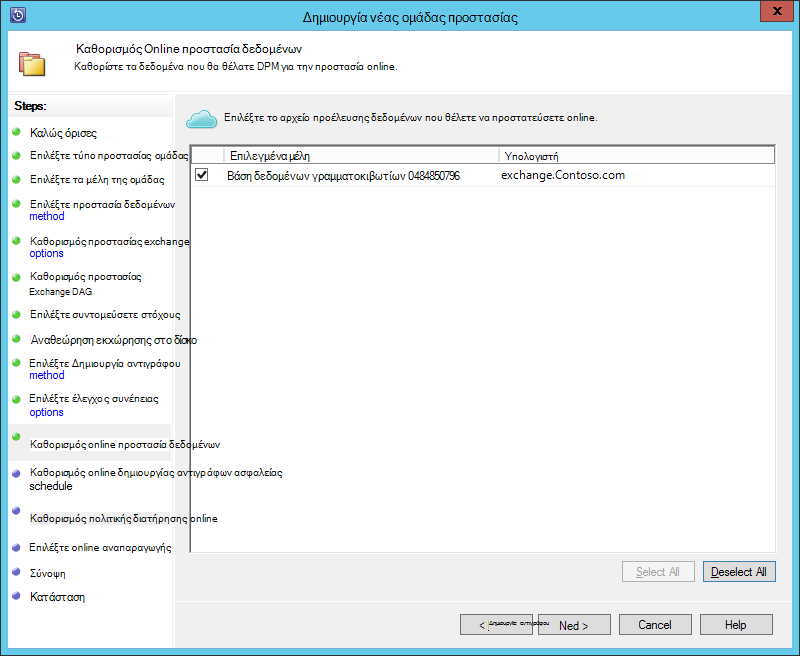 Δημιουργία νέας ομάδας προστασίας
Καθορισμός Online προστασία δεδομένων
Καθορίστε τα δεδομένα που θα θέλατε DPM για την προστασία online.
Steps:
Καλώς όρισες
Επιλέξτε τύπο προστασίας ομάδας
Επιλέξτε τα μέλη της ομάδας
Επιλέξτε προστασία δεδομένων
method
Καθορισμός προστασίας exchange
options
Καθορισμός προστασίας
Exchange DAG
Επιλέξτε συντομεύσετε στόχους
Αναθεώρηση εκχώρησης στο δίσκο
Επιλέξτε Δημιουργία αντιγράφου
method
Επιλέξτε έλεγχος συνέπειας
options
Καθορισμός online προστασία δεδομένων
Καθορισμός online δημιουργίας αντιγράφων ασφαλείας
schedule
Καθορισμός πολιτικής διατήρησης online
Επιλέξτε online αναπαραγωγής
Σύνοψη
Κατάσταση
Επιλέξτε το αρχείο προέλευσης δεδομένων που θέλετε να προστατεύσετε online.
Επιλεγμένα μέλη Υπολογιστή
Βάση δεδομένων γραμματοκιβωτίων 0484850796 exchange.Contoso.com
Select All Deselect All
< Δημιουργία αντιγράφου Ned > Cancel Help